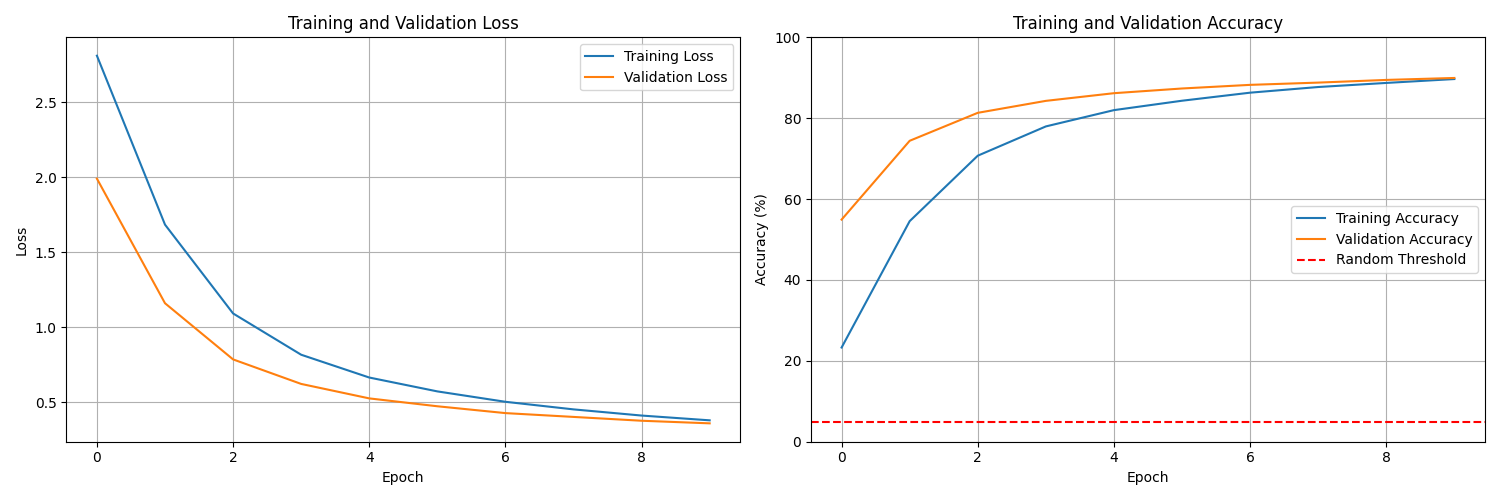 Training and Validation Loss
Training Loss
Validation Loss
2.5
2.0
1.5
1.0
0.5
Loss
0 2 4 6 8
Epoch
Training and Validation Accuracy
100
80
60
40
20
0
Accuracy (%)
Training Accuracy
Validation Accuracy
Random Threshold
0 2 4 6 8
Epoch